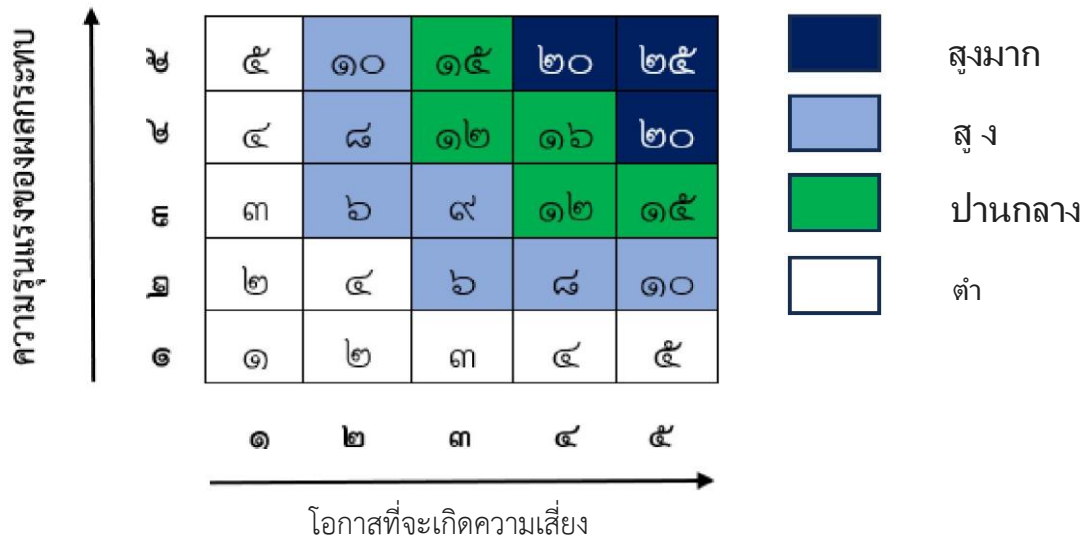 ความรุนแรงของผลกระทบ
๕ ๕ ๑๐ ๑๕ ๒๐ ๒๕
๔ ๔ ๘ ๑๒ ๑๖ ๒๐
๓ ๓ ๖ ๙ ๑๒ ๑๕
๒ ๒ ๔ ๖ ๘ ๑๐
๑ ๑ ๒ ๓ ๔ ๕
๑ ๒ ๓ ๔ ๕
โอกาสที่จะเกิดความเสี่ยง
สูงมาก
สู ง
ปานกลาง
ตำ